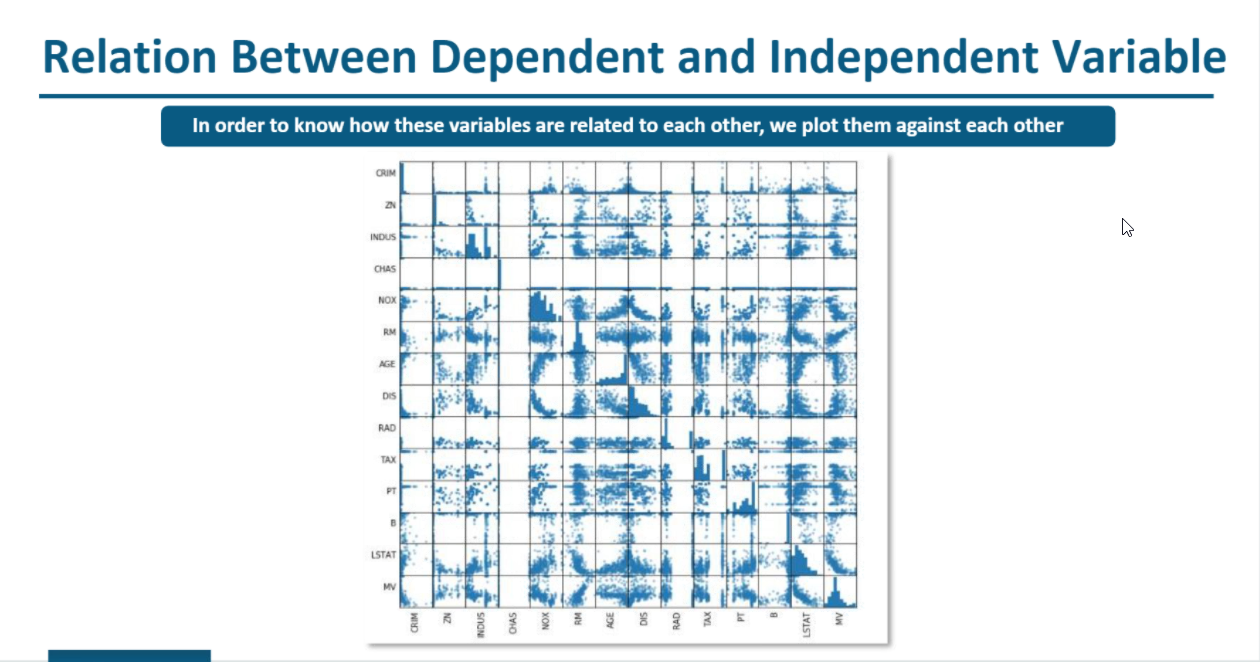 Relation Between Dependent and Independent Variable
In order to know how these variables are related to each other, we plot them against each other
CRIM
ZN
INDUS
CHAS
NOX
RM
AGE
DIS
RAD
TAX
PT
B
LSTAT
MV
CRIM ZN INDUS CHAS NOX RM AGE DIS RAD TAX PT B LSTAT MV